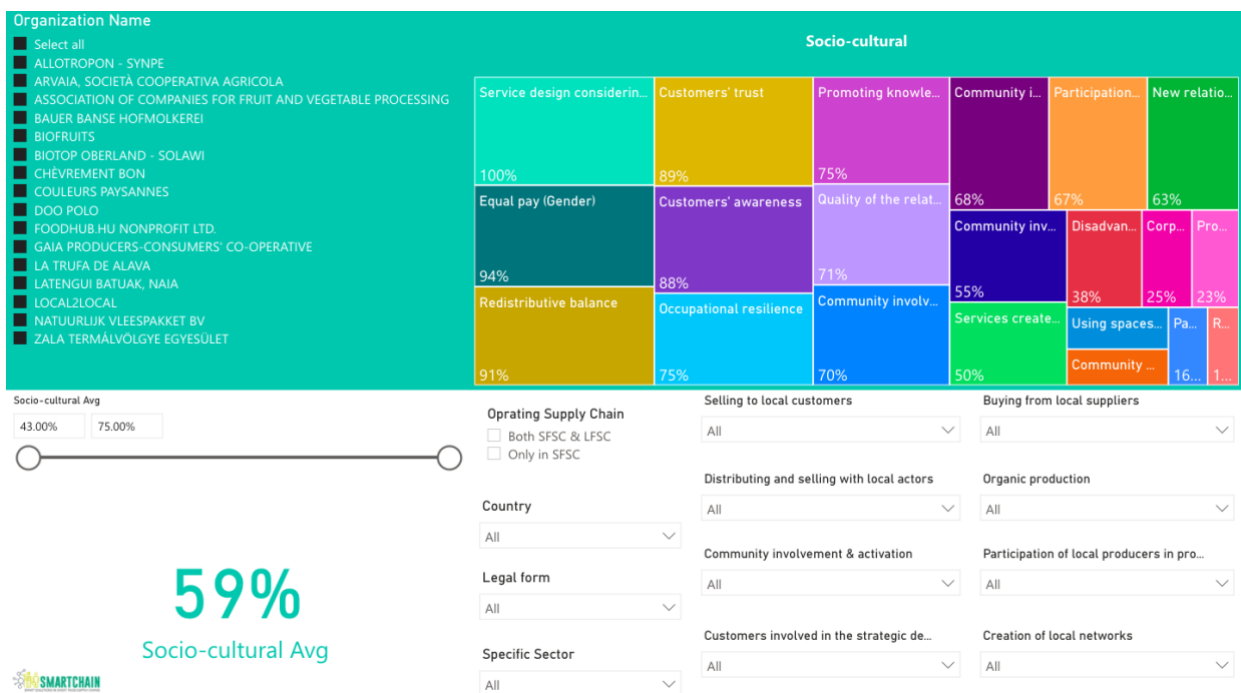 Organization Name
Select all
ALLOTROPON - SYNPE
ARVAIA, SOCIETÀ COOPERATIVA AGRICOLA
ASSOCIATION OF COMPANIES FOR FRUIT AND VEGETABLE PROCESSING
BAUER BANSE HOFMOLKEREI
BIOFRUITS
BIOTOP OBERLAND - SOLAWI
CHÈVREMENT BON
COULEURS PAYSANNES
DOO POLO
FOODHUB.HU NONPROFIT LTD.
GAIA PRODUCERS-CONSUMERS' CO-OPERATIVE
LA TRUFA DE ALAVA
LATENGUI BATUAK, NAIA
LOCAL2LOCAL
NATUURLIJK VLEESPAKKET BV
ZALA TERMÁLVÖLGYE EGYESÜLET
Socio-cultural
Service design considerin...
100%
Equal pay (Gender)
94%
Redistributive balance
91%
Customers' trust
89%
Customers' awareness
88%
Occupational resilience
75%
Promoting knowle...
75%
Quality of the relat...
71%
Community involv...
70%
Community i...
68%
Participation...
67%
New relatio...
63%
Community inv...
55%
Services create...
50%
Disadvan...
38%
Corp...
25%
Pro...
23%
Using spaces...
Community ...
Pa...
16...
R...
1...
Socio-cultural Avg
43.00% 75.00%
59%
Socio-cultural Avg
SMARTCHAIN
Oprating Supply Chain
Both SFSC & LFSC
Only in SFSC
Country
All
Legal form
All
Specific Sector
All
Selling to local customers
All
Distributing and selling with local actors
All
Community involvement & activation
All
Customers involved in the strategic de...
All
Buying from local suppliers
All
Organic production
All
Participation of local producers in pro...
All
Creation of local networks
All